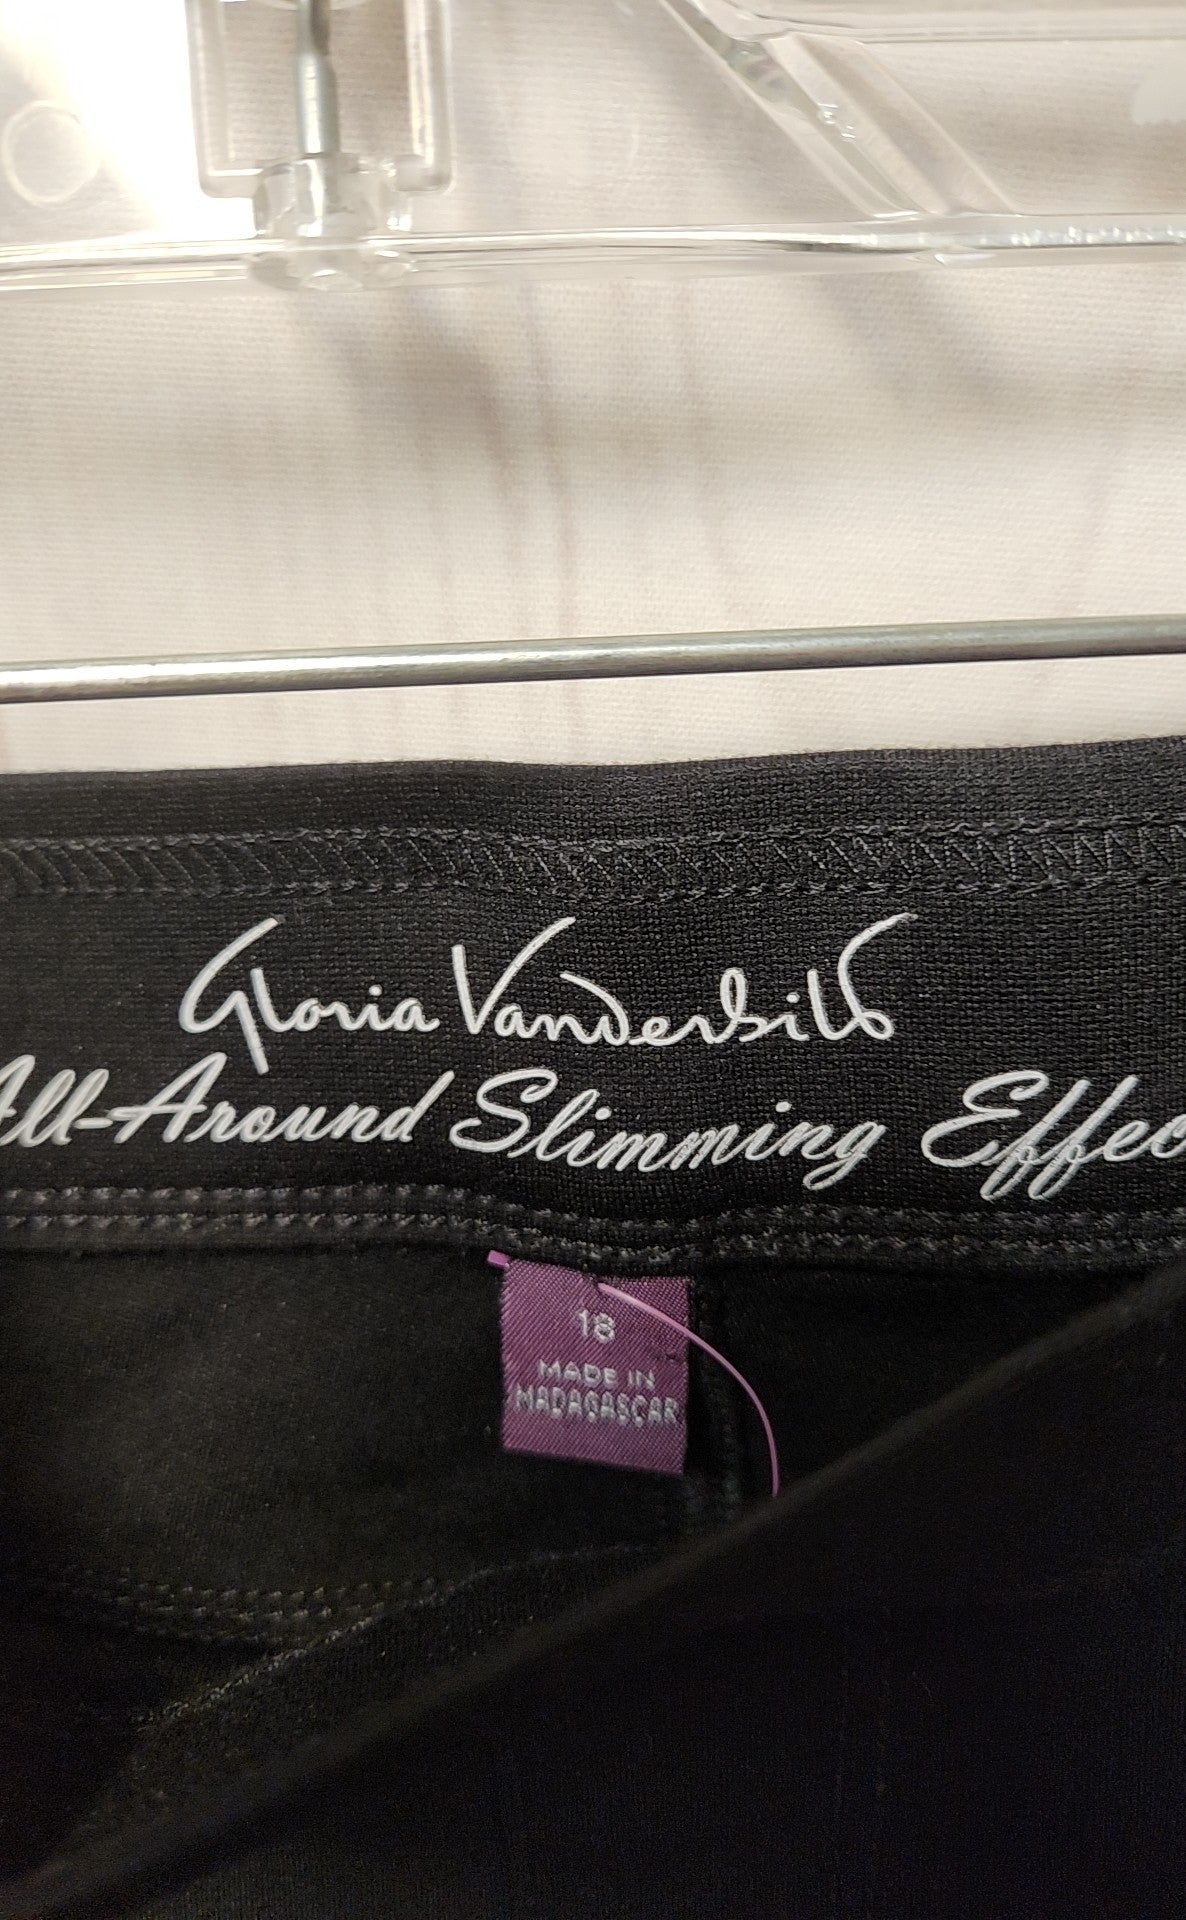 Gloria Vanderbilt
All-Around Slimming Effec
18
MADE IN
MADAGASCAR